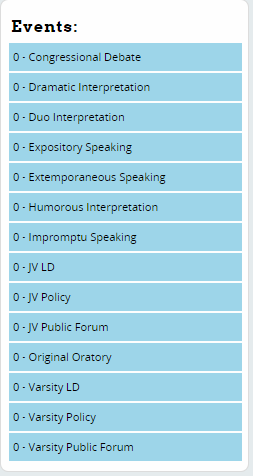 Events:
0 - Congressional Debate
0 - Dramatic Interpretation
0 - Duo Interpretation
0 - Expository Speaking
0 - Extemporaneous Speaking
0 - Humorous Interpretation
0 - Impromptu Speaking
0 - JV LD
0 - JV Policy
0 - JV Public Forum
0 - Original Oratory
0 - Varsity LD
0 - Varsity Policy
0 - Varsity Public Forum